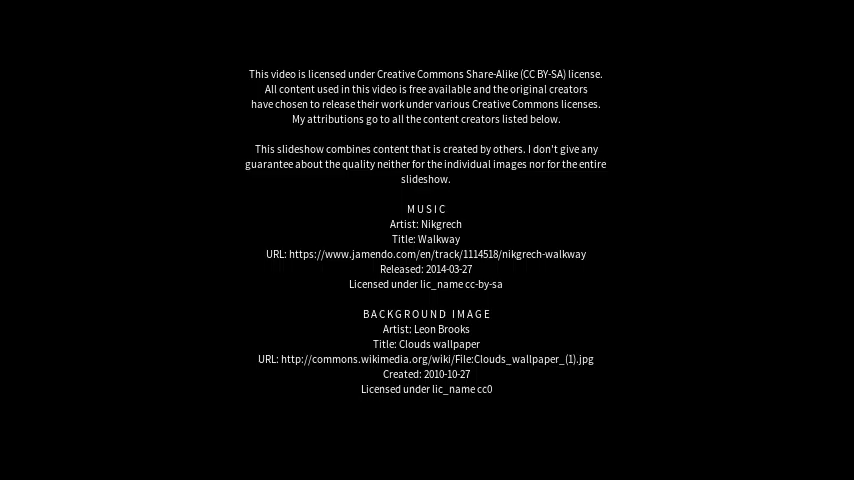 This video is licensed under Creative Commons Share-Alike (CC BY-SA) license.
All content used in this video is free available and the original creators
have chosen to release their work under various Creative Commons licenses.
My attributions go to all the content creators listed below.
This slideshow combines content that is created by others. I don't give any
guarantee about the quality neither for the individual images nor for the entire
slideshow.
MUSIC
Artist: Nikgrech
Title: Walkway
URL: https://www.jamendo.com/en/track/1114518/nikgrech-walkway
Released: 2014-03-27
Licensed under lic_name cc-by-sa
BACKGROUND IMAGE
Artist: Leon Brooks
Title: Clouds wallpaper
URL: http://commons.wikimedia.org/wiki/File:Clouds_wallpaper_(1).jpg
Created: 2010-10-27
Licensed under lic_name cc0